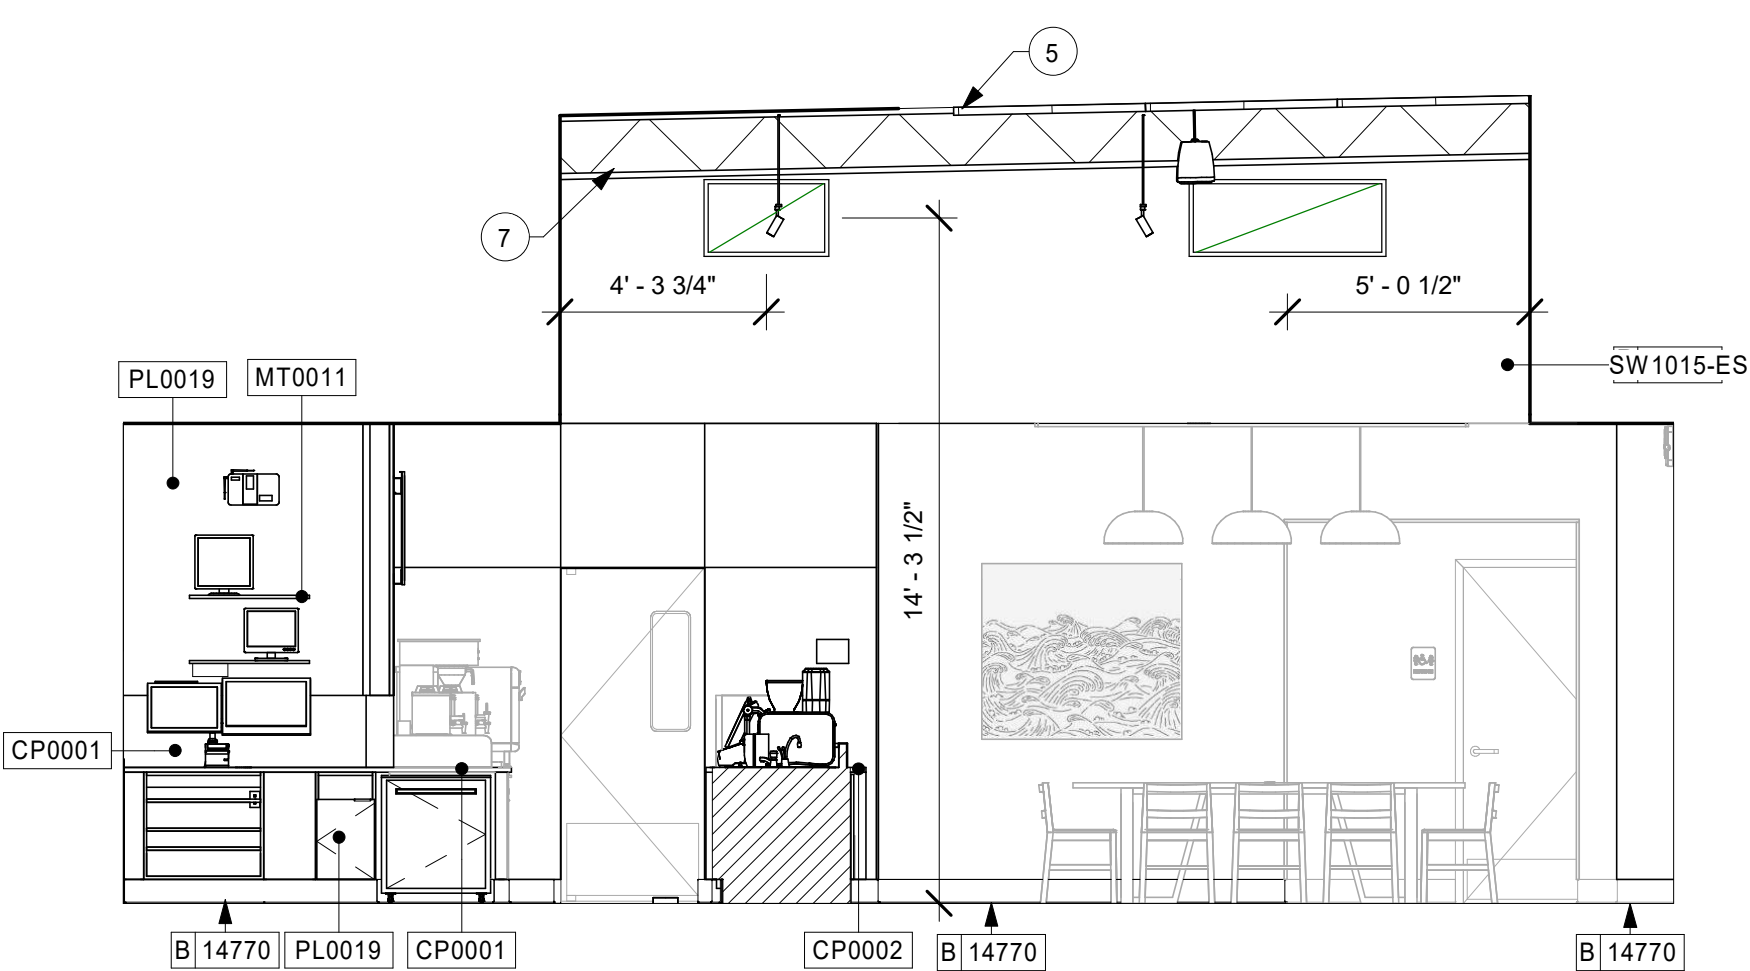 5
7
4' - 3 3/4"
5' - 0 1/2"
PL0019
MT0011
SW1015-ES
14' - 3 1/2"
CP0001
B 14770
PL0019
CP0001
CP0002
B 14770
B 14770